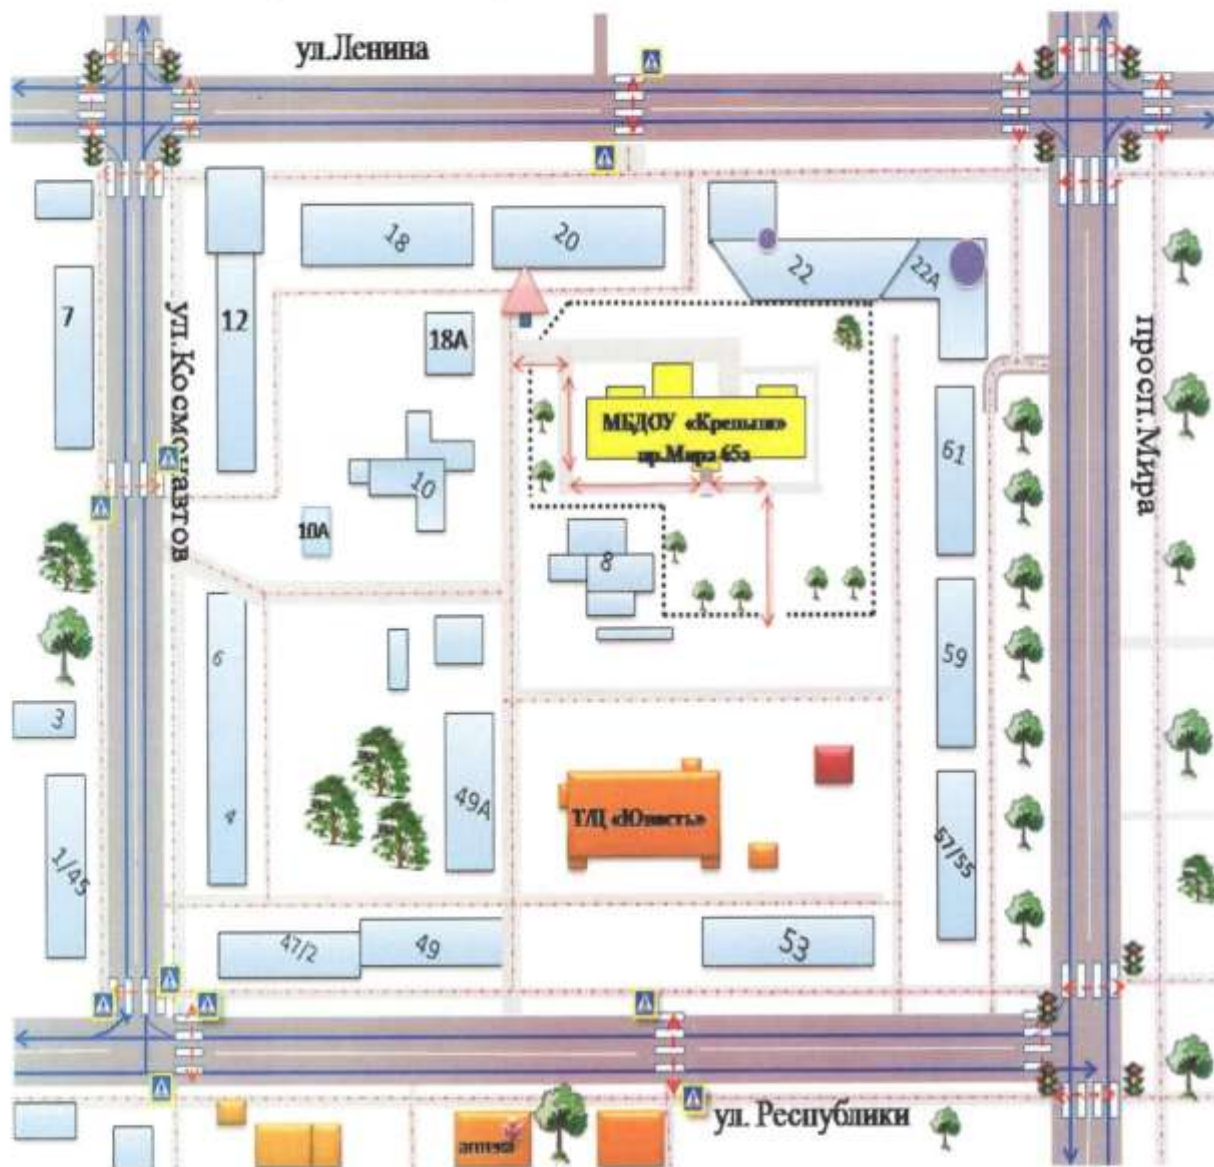 ул.Ленина
18
20
22
22А
7
12
ул.Космонавтов
18А
просп.Мира
МБДОУ «Крепыш»
пр.Мира 65а
61
10
10А
8
6
59
3
4
49А
Т/Ц «Юность»
57/55
1/45
47/2
49
53
ул. Республики
аптека